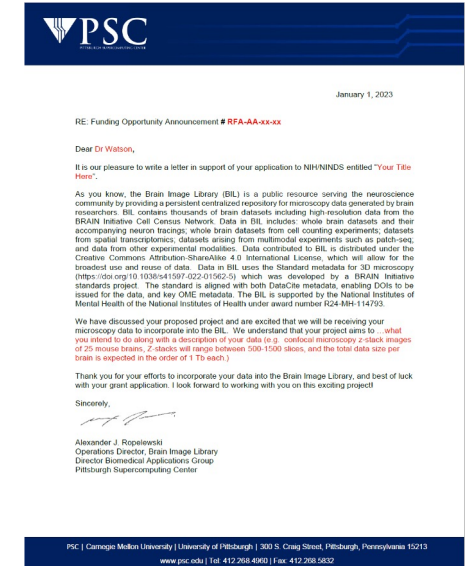 PSC
PITTSBURGH SUPERCOMPUTING CENTER
January 1, 2023
RE: Funding Opportunity Announcement # RFA-AA-xx-xx
Dear Dr Watson,
It is our pleasure to write a letter in support of your application to NIH/NINDS entitled "Your Title
Here".
As you know, the Brain Image Library (BIL) is a public resource serving the neuroscience
community by providing a persistent centralized repository for microscopy data generated by brain
researchers. BIL contains thousands of brain datasets including high-resolution data from the
BRAIN Initiative Cell Census Network. Data in BIL includes: whole brain datasets and their
accompanying neuron tracings; whole brain datasets from cell counting experiments; datasets
from spatial transcriptomics; datasets arising from multimodal experiments such as patch-seq;
and data from other experimental modalities. Data contributed to BIL is distributed under the
Creative Commons Attribution-ShareAlike 4.0 International License, which will allow for the
broadest use and reuse of data. Data in BIL uses the Standard metadata for 3D microscopy
(https://doi.org/10.1038/s41597-022-01562-5) which was developed by a BRAIN Initiative
standards project. The standard is aligned with both DataCite metadata, enabling DOIs to be
issued for the data, and key OME metadata. The BIL is supported by the National Institutes of
Mental Health of the National Institutes of Health under award number R24-MH-114793.
We have discussed your proposed project and are excited that we will be receiving your
microscopy data to incorporate into the BIL. We understand that your project aims to ...what
you intend to do along with a description of your data (e.g. confocal microscopy z-stack images
of 25 mouse brains, Z-stacks will range between 500-1500 slices, and the total data size per
brain is expected in the order of 1 Tb each.)
Thank you for your efforts to incorporate your data into the Brain Image Library, and best of luck
with your grant application. I look forward to working with you on this exciting project!
Sincerely,
Alexander J. Ropelewski
Operations Director, Brain Image Library
Director Biomedical Applications Group
Pittsburgh Supercomputing Center
PSC | Carnegie Mellon University | University of Pittsburgh | 300 S. Craig Street, Pittsburgh, Pennsylvania 15213
www.psc.edu | Tel: 412.268.4960 | Fax: 412.268.5832